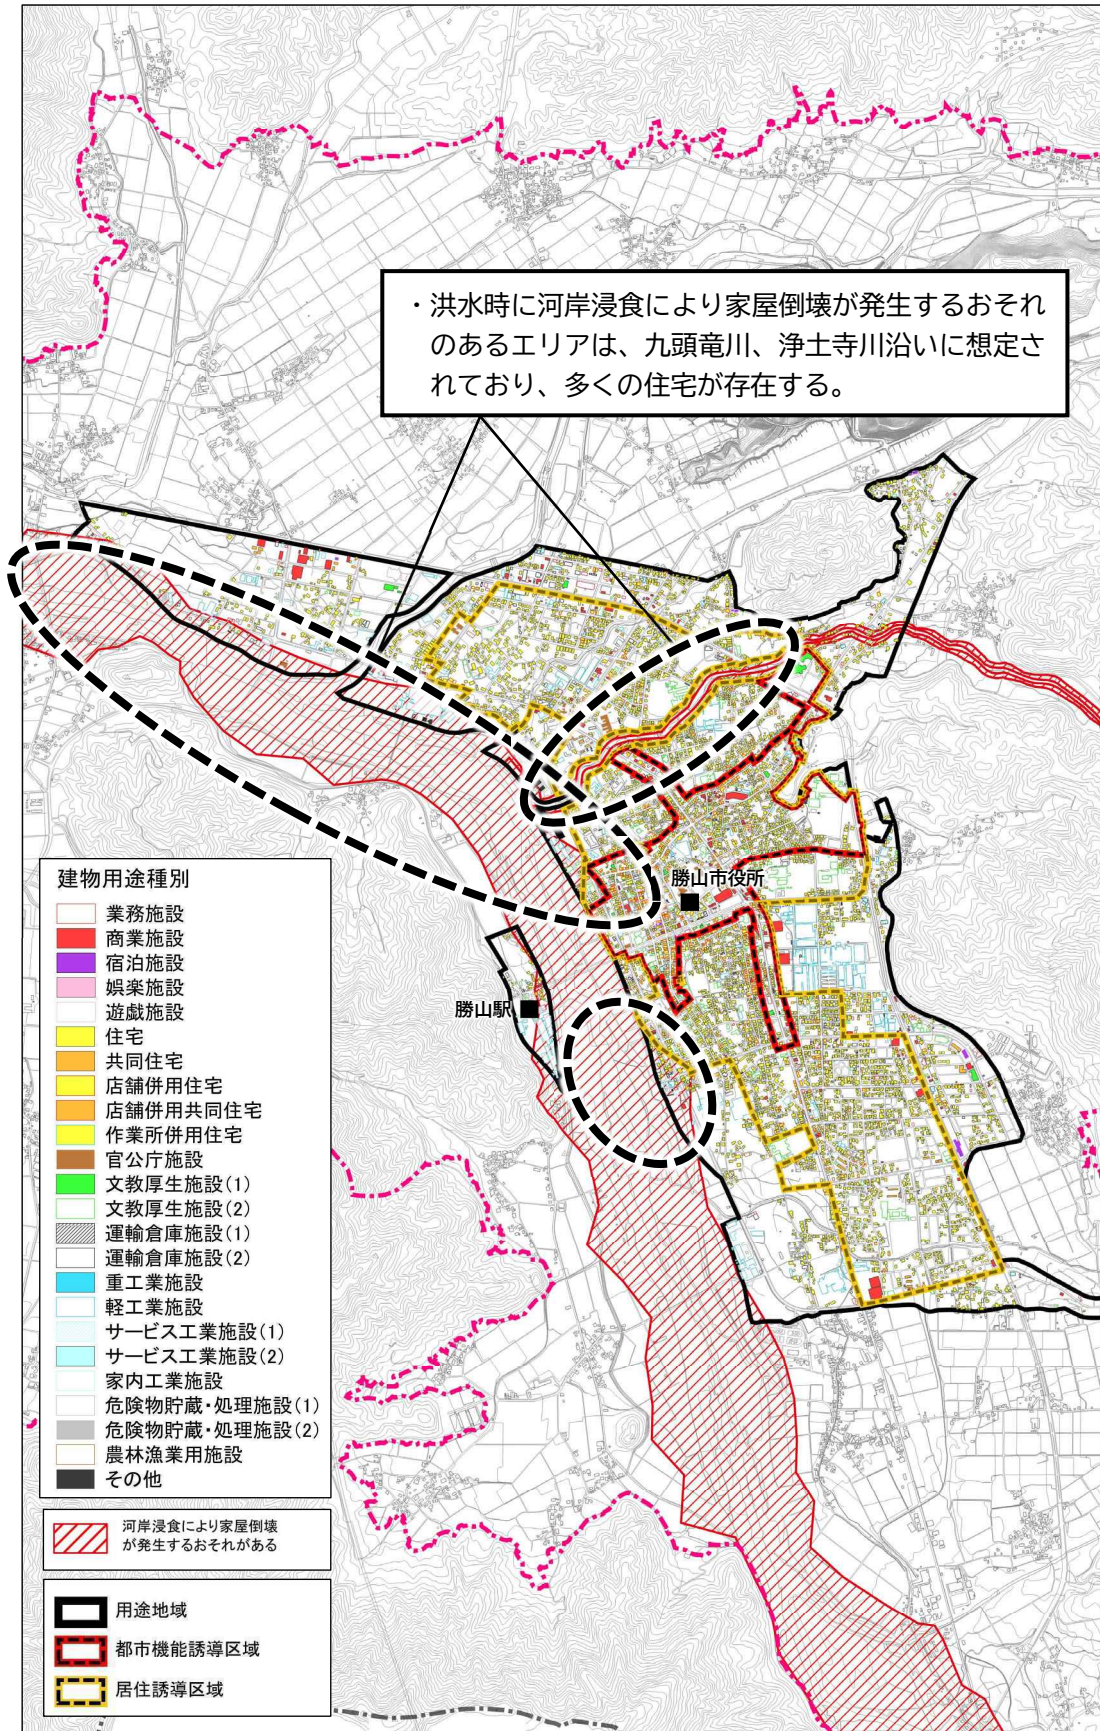 ・洪水時に河岸浸食により家屋倒壊が発生するおそれ
のあるエリアは、九頭竜川、浄土寺川沿いに想定さ
れており、多くの住宅が存在する。
勝山市役所
勝山駅
建物用途種別
業務施設
商業施設
宿泊施設
娯楽施設
遊戯施設
住宅
共同住宅
店舗併用住宅
店舗併用共同住宅
作業所併用住宅
官公庁施設
文教厚生施設(1)
文教厚生施設(2)
運輸倉庫施設(1)
運輸倉庫施設(2)
重工業施設
軽工業施設
サービス工業施設(1)
サービス工業施設(2)
家内工業施設
危険物貯蔵・処理施設(1)
危険物貯蔵・処理施設(2)
農林漁業用施設
その他
河岸浸食により家屋倒壊
が発生するおそれがある
用途地域
都市機能誘導区域
居住誘導区域